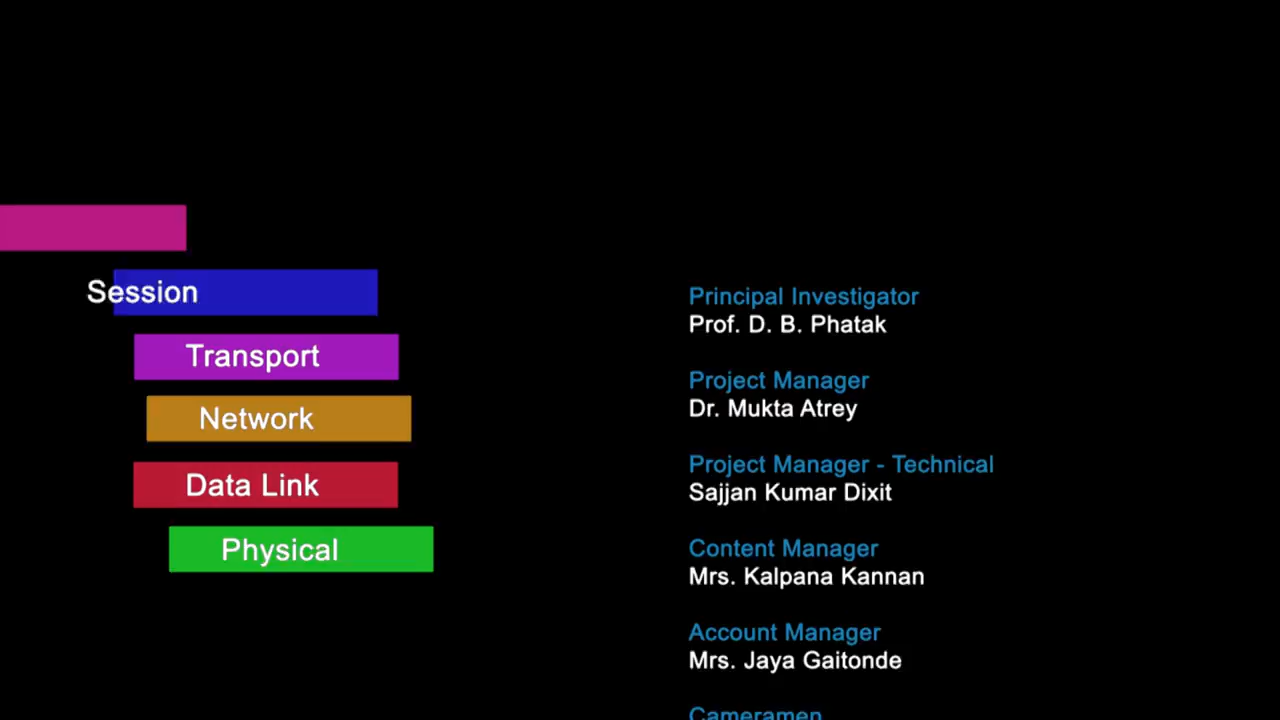 Session
Transport
Network
Data Link
Physical
Principal Investigator
Prof. D. B. Phatak
Project Manager
Dr. Mukta Atrey
Project Manager - Technical
Sajjan Kumar Dixit
Content Manager
Mrs. Kalpana Kannan
Account Manager
Mrs. Jaya Gaitonde
Cameramen